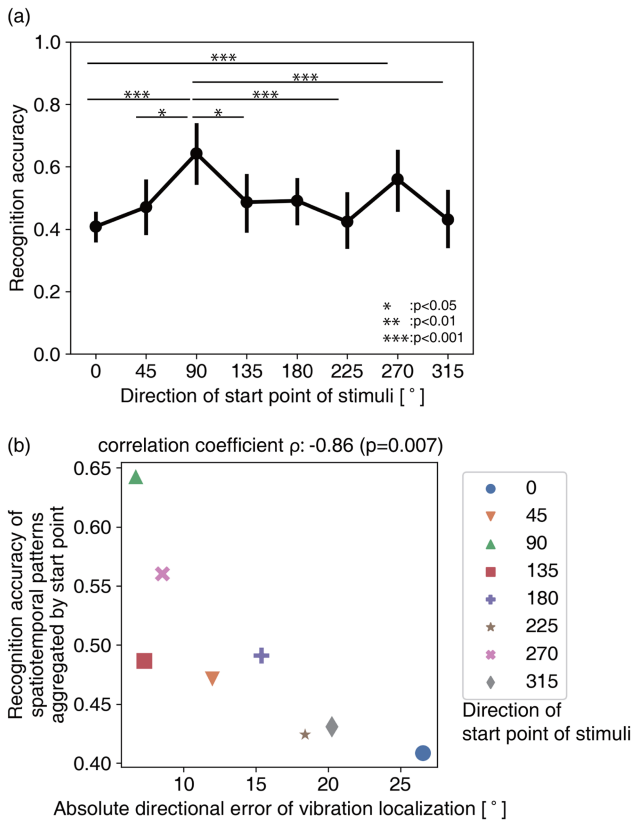 (a)
1.0
0.8
0.6
0.4
0.2
0.0
Recognition accuracy
***
***
***
***
*
*
* :p<0.05
** :p<0.01
***:p<0.001
0 45 90 135 180 225 270 315
Direction of start point of stimuli [°]
(b)
correlation coefficient ρ: -0.86 (p=0.007)
0.65
0.60
0.55
0.50
0.45
0.40
Recognition accuracy of
spatiotemporal patterns
aggregated by start point
10 15 20 25
Absolute directional error of vibration localization [°]
0
45
90
135
180
225
270
315
Direction of
start point of stimuli